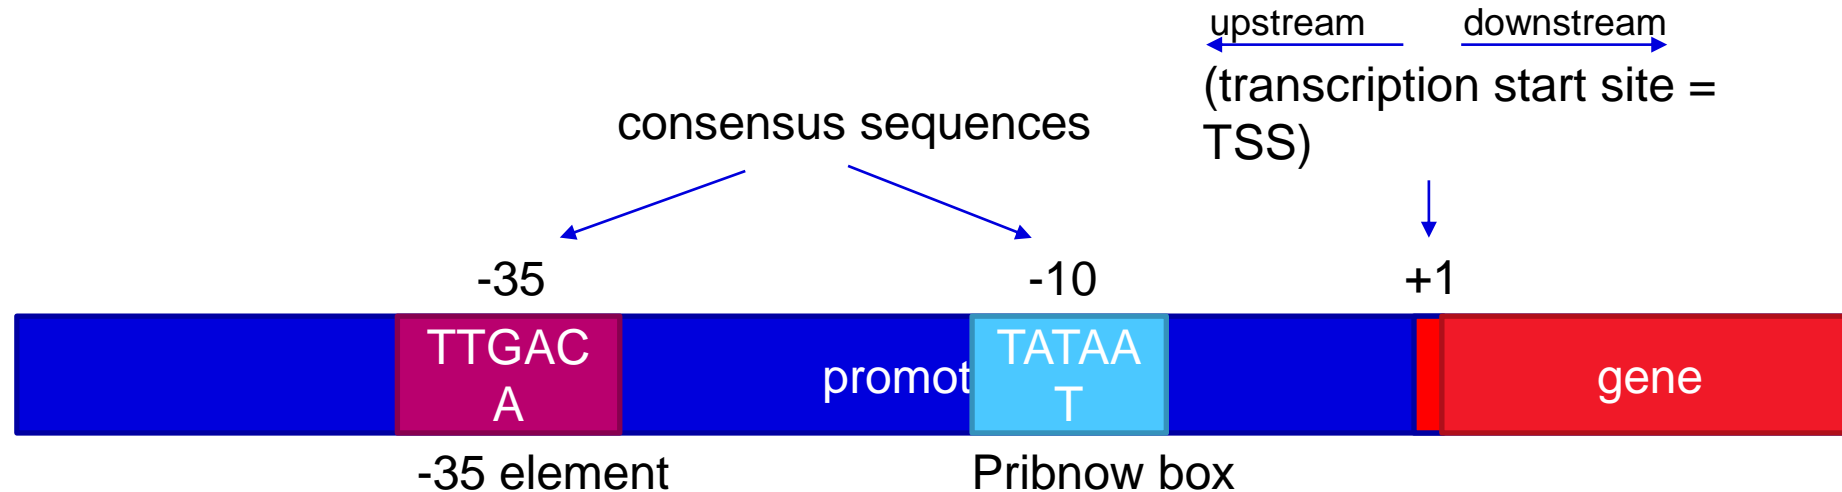 upstream downstream
(transcription start site =
TSS)
consensus sequences
-35 -10 +1
TTGAC
A
promot
TATAA
T
gene
-35 element Pribnow box